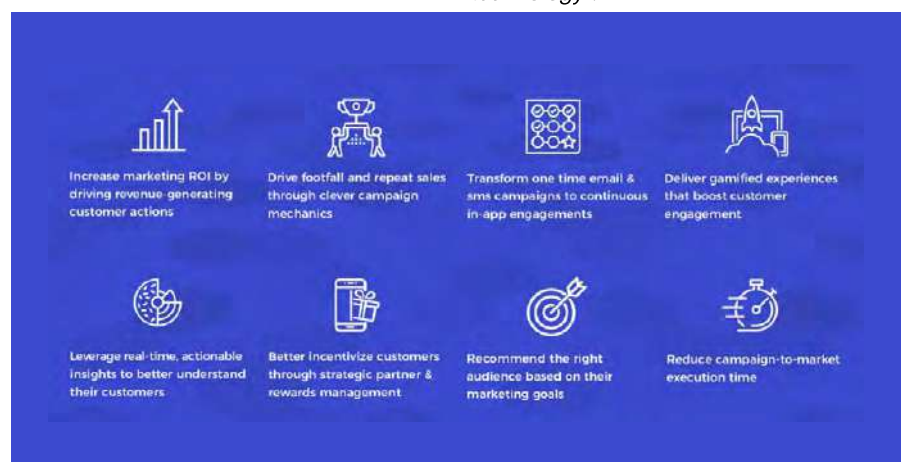 Increase marketing ROI by
driving revenue-generating
customer actions
Drive footfall and repeat sales
through clever campaign
mechanics
Transform one time email &
sms campaigns to continuous
in-app engagements
Deliver gamified experiences
that boost customer
engagement
Leverage real-time, actionable
insights to better understand
their customers
Better incentivize customers
through strategic partner &
rewards management
Recommend the right
audience based on their
marketing goals
Reduce campaign-to-market
execution time